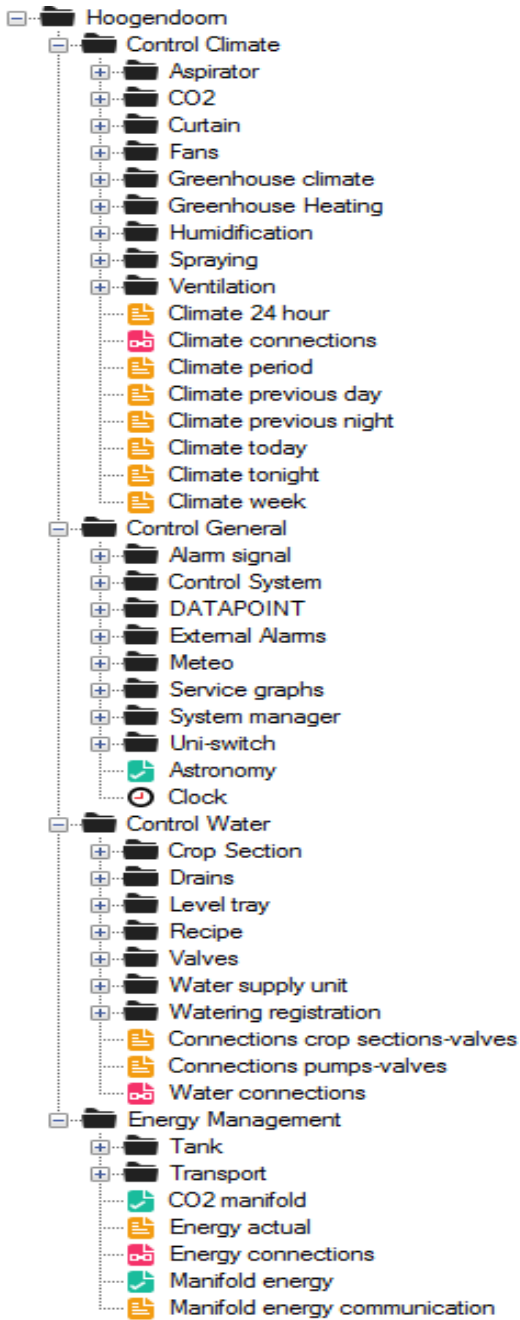 Hoogendoorn
Control Climate
Aspirator
CO2
Curtain
Fans
Greenhouse climate
Greenhouse Heating
Humidification
Spraying
Ventilation
Climate 24 hour
Climate connections
Climate period
Climate previous day
Climate previous night
Climate today
Climate tonight
Climate week
Control General
Alarm signal
Control System
DATAPOINT
External Alarms
Meteo
Service graphs
System manager
Uni-switch
Astronomy
Clock
Control Water
Crop Section
Drains
Level tray
Recipe
Valves
Water supply unit
Watering registration
Connections crop sections-valves
Connections pumps-valves
Water connections
Energy Management
Tank
Transport
CO2 manifold
Energy actual
Energy connections
Manifold energy
Manifold energy communication